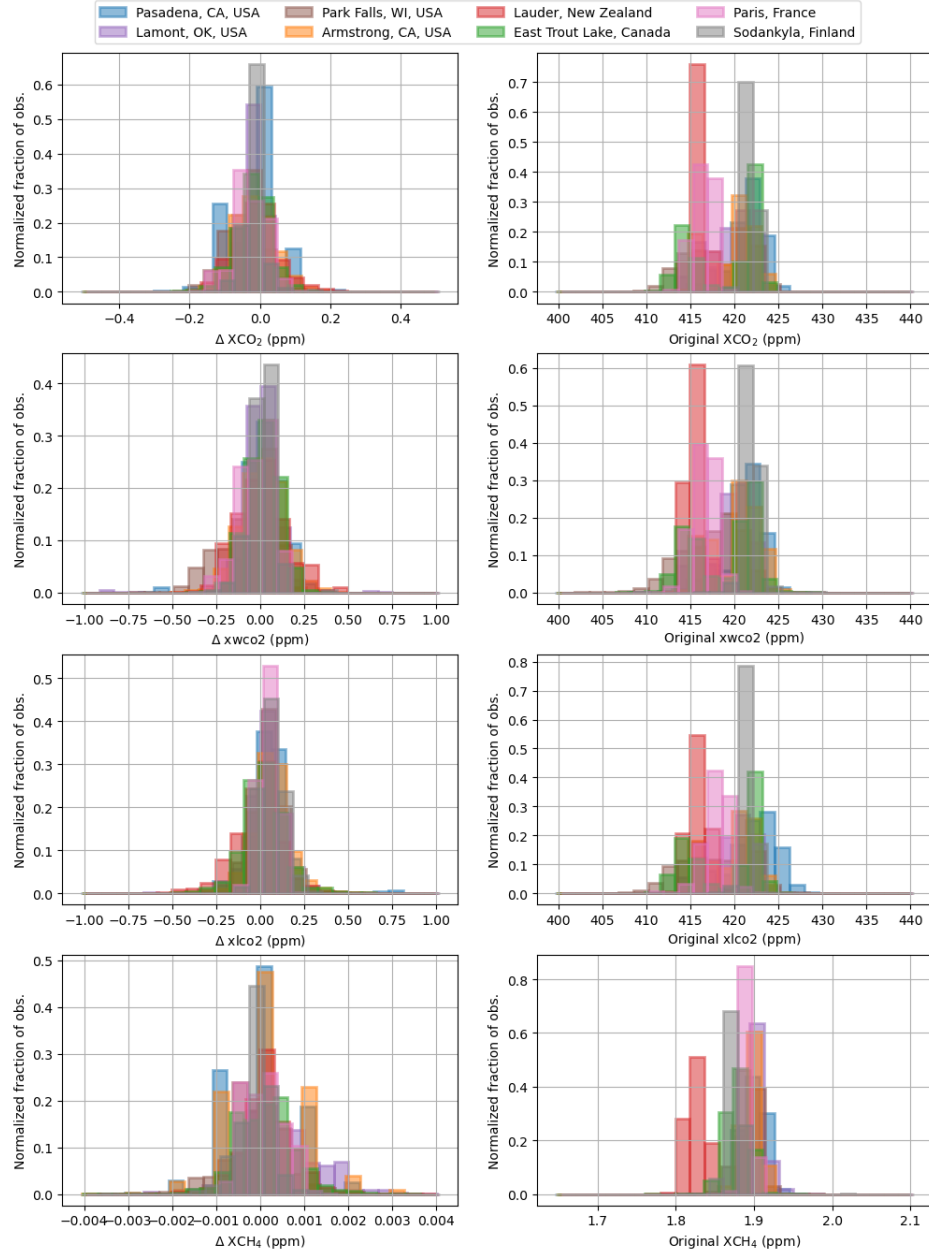 Pasadena, CA, USA Park Falls, WI, USA Lauder, New Zealand Paris, France
Lamont, OK, USA Armstrong, CA, USA East Trout Lake, Canada Sodankyla, Finland
Normalized fraction of obs.
0.6
0.5
0.4
0.3
0.2
0.1
0.0
−0.4 −0.2 0.0 0.2 0.4
Δ XCO₂ (ppm)
Normalized fraction of obs.
0.7
0.6
0.5
0.4
0.3
0.2
0.1
0.0
400 405 410 415 420 425 430 435 440
Original XCO₂ (ppm)
Normalized fraction of obs.
0.4
0.3
0.2
0.1
0.0
−1.00 −0.75 −0.50 −0.25 0.00 0.25 0.50 0.75 1.00
Δ xwco2 (ppm)
Normalized fraction of obs.
0.6
0.5
0.4
0.3
0.2
0.1
0.0
400 405 410 415 420 425 430 435 440
Original xwco2 (ppm)
Normalized fraction of obs.
0.5
0.4
0.3
0.2
0.1
0.0
−1.00 −0.75 −0.50 −0.25 0.00 0.25 0.50 0.75 1.00
Δ xlco2 (ppm)
Normalized fraction of obs.
0.8
0.7
0.6
0.5
0.4
0.3
0.2
0.1
0.0
400 405 410 415 420 425 430 435 440
Original xlco2 (ppm)
Normalized fraction of obs.
0.5
0.4
0.3
0.2
0.1
0.0
−0.004 −0.003 −0.002 −0.001 0.000 0.001 0.002 0.003 0.004
Δ XCH₄ (ppm)
Normalized fraction of obs.
0.8
0.6
0.4
0.2
0.0
1.7 1.8 1.9 2.0 2.1
Original XCH₄ (ppm)